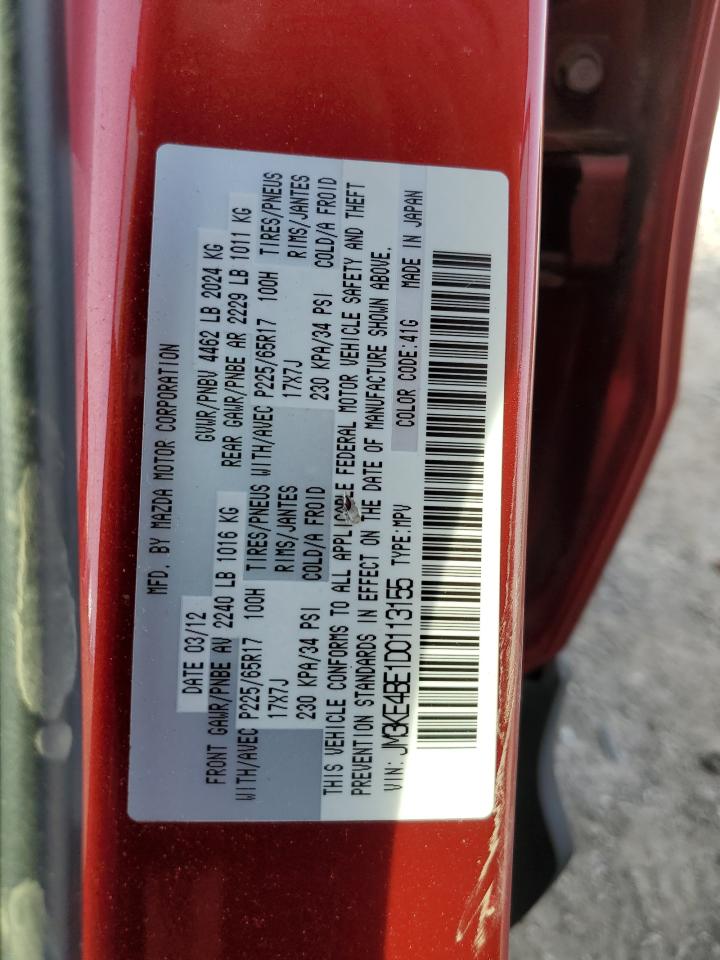 MFD. BY MAZDA MOTOR CORPORATION
DATE 03/12 GVWR/PNBV 4462 LB 2024 KG
FRONT GAWR/PNBE AV 2240 LB 1016 KG REAR GAWR/PNBE AR 2229 LB 1011 KG
WITH/AVEC P225/65R17 100H TIRES/PNEUS WITH/AVEC P225/65R17 100H TIRES/PNEUS
17X7J RIMS/JANTES 17X7J RIMS/JANTES
230 KPA/34 PSI COLD/A FROID 230 KPA/34 PSI COLD/A FROID
THIS VEHICLE CONFORMS TO ALL APPLICABLE FEDERAL MOTOR VEHICLE SAFETY AND THEFT
PREVENTION STANDARDS IN EFFECT ON THE DATE OF MANUFACTURE SHOWN ABOVE.
VIN: JM3KE4BE1D0113155 TYPE:MPV COLOR CODE:41G MADE IN JAPAN